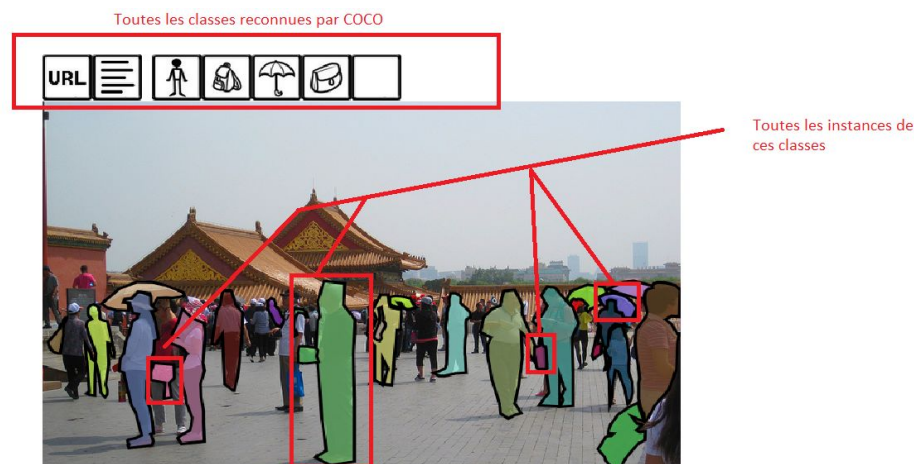 Toutes les classes reconnues par COCO
URL
Toutes les instances de
ces classes